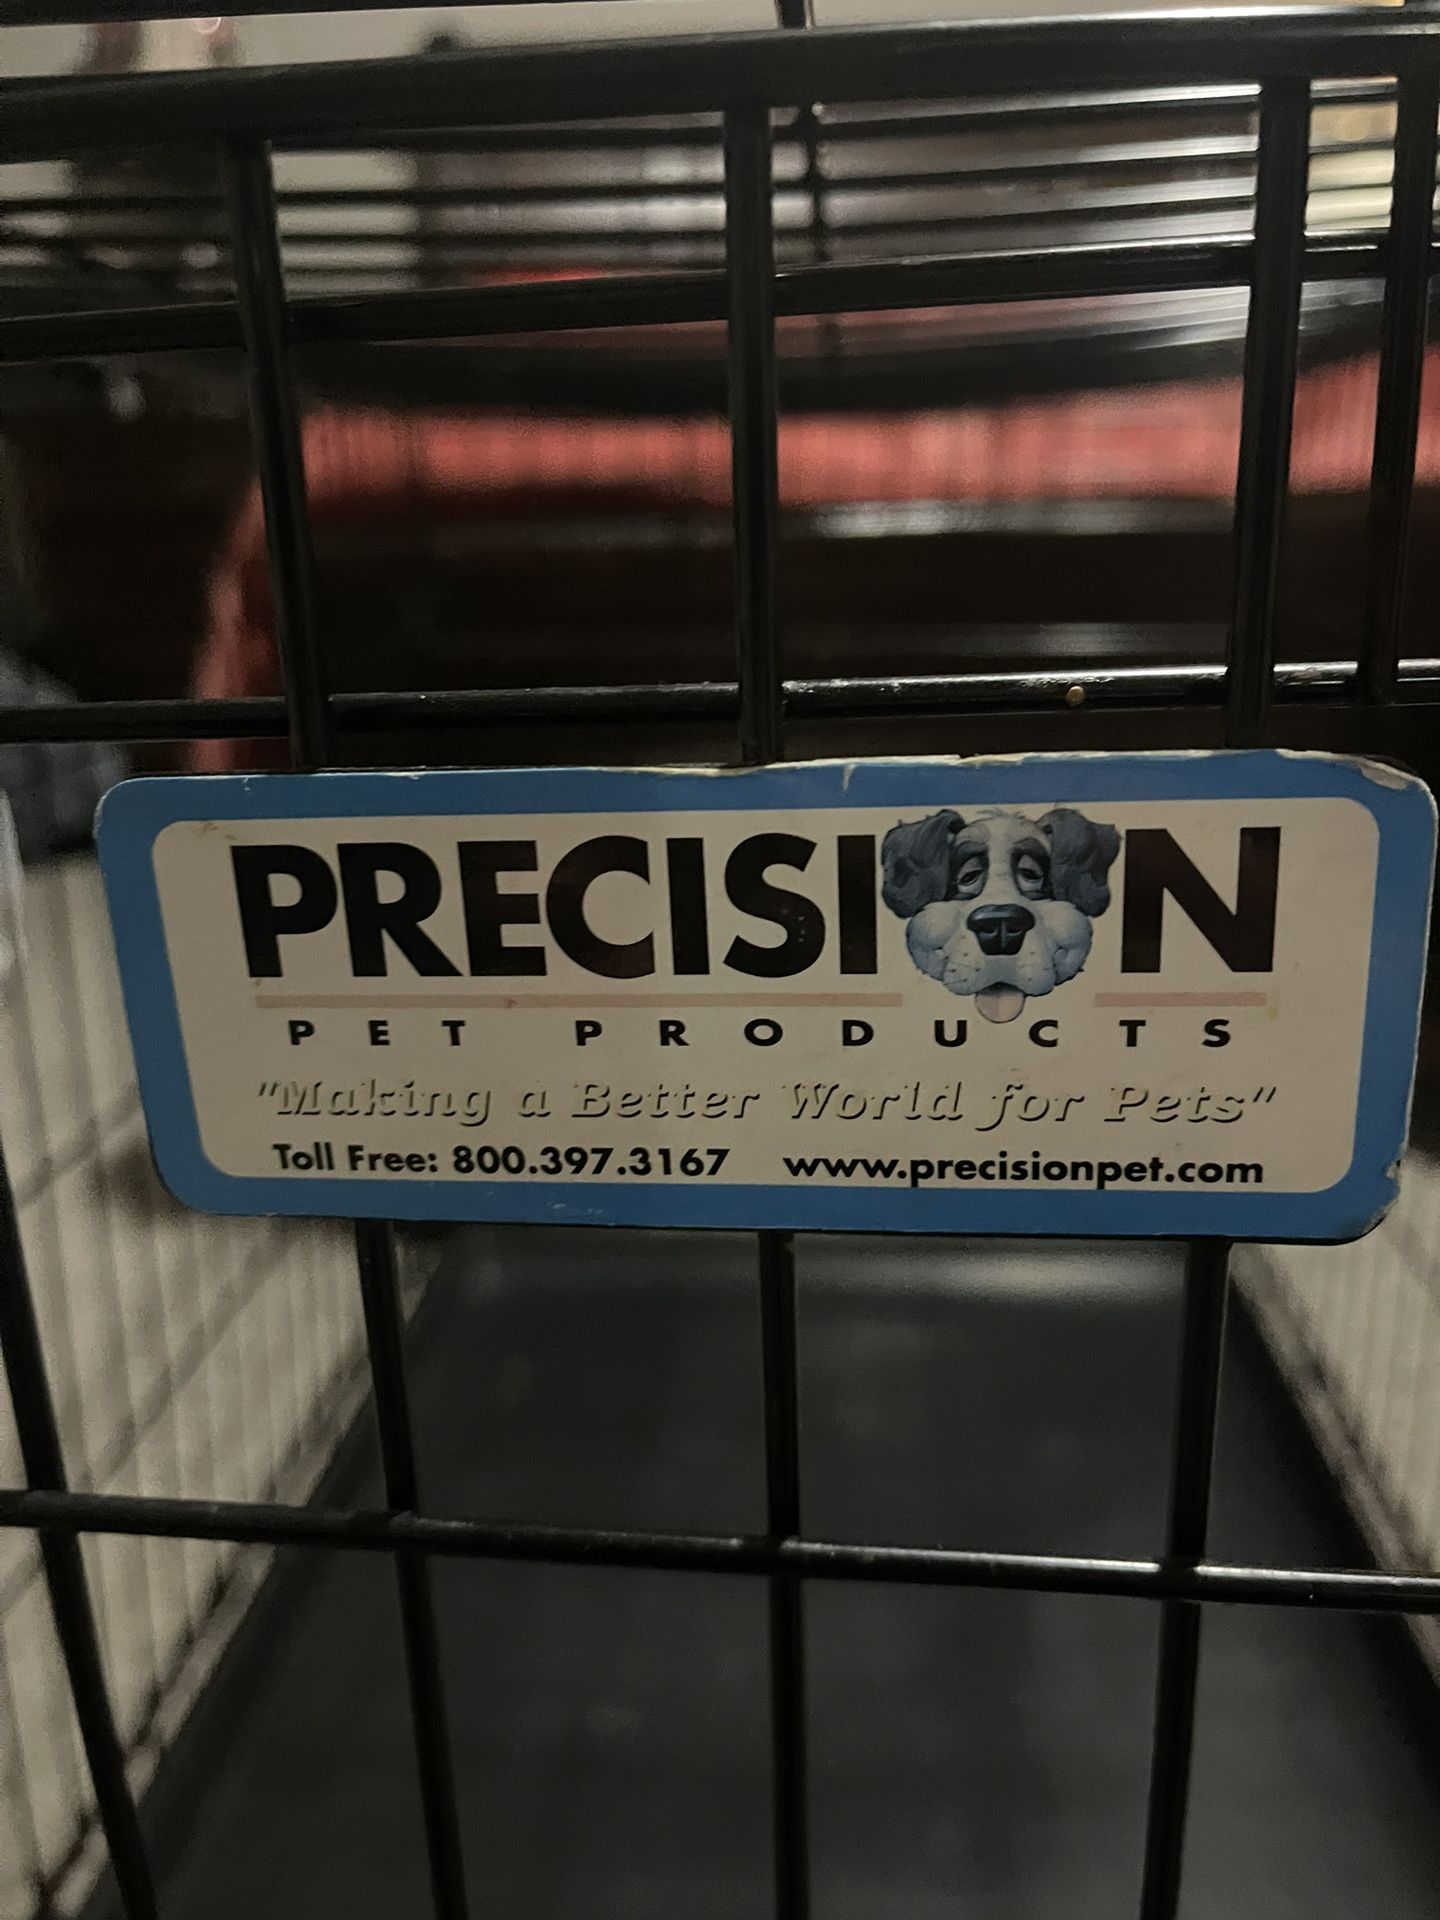 PRECISION
PET PRODUCTS
"Making a Better World for Pets"
Toll Free: 800.397.3167 www.precisionpet.com